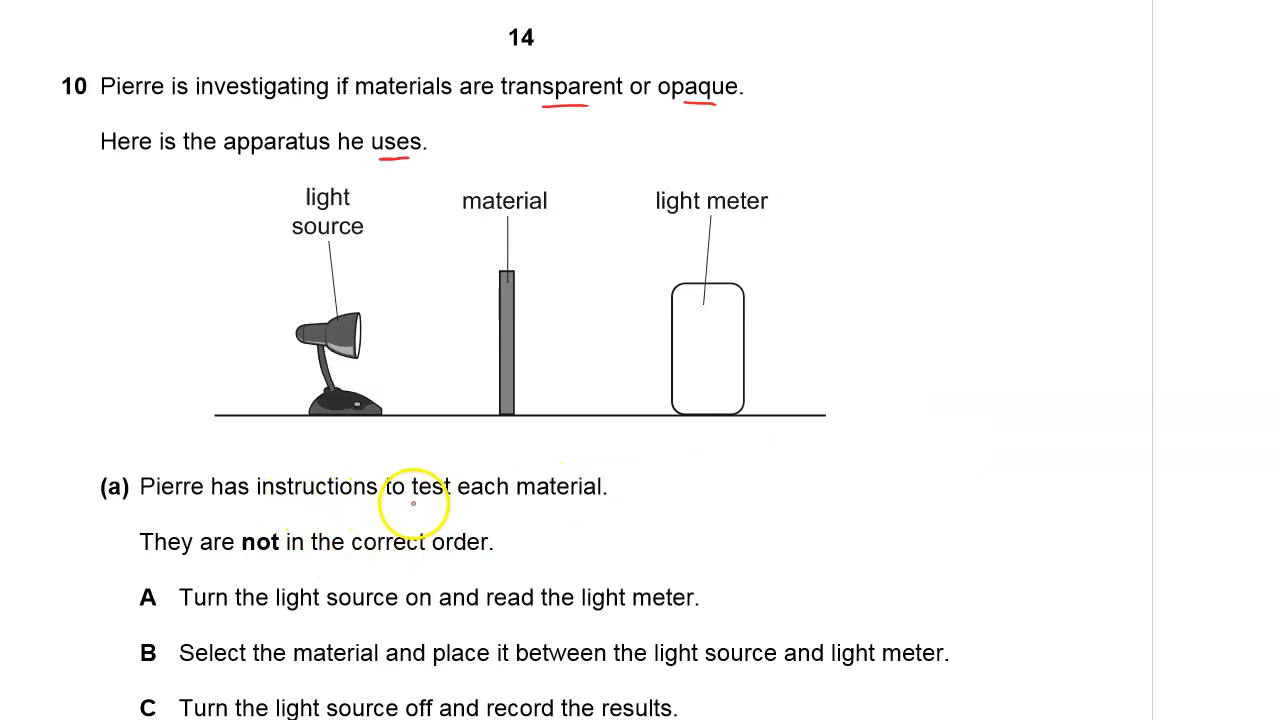 14
10 Pierre is investigating if materials are transparent or opaque.
Here is the apparatus he uses.
light
source
material
light meter
(a) Pierre has instructions to test each material.
They are not in the correct order.
A Turn the light source on and read the light meter.
B Select the material and place it between the light source and light meter.
C Turn the light source off and record the results.